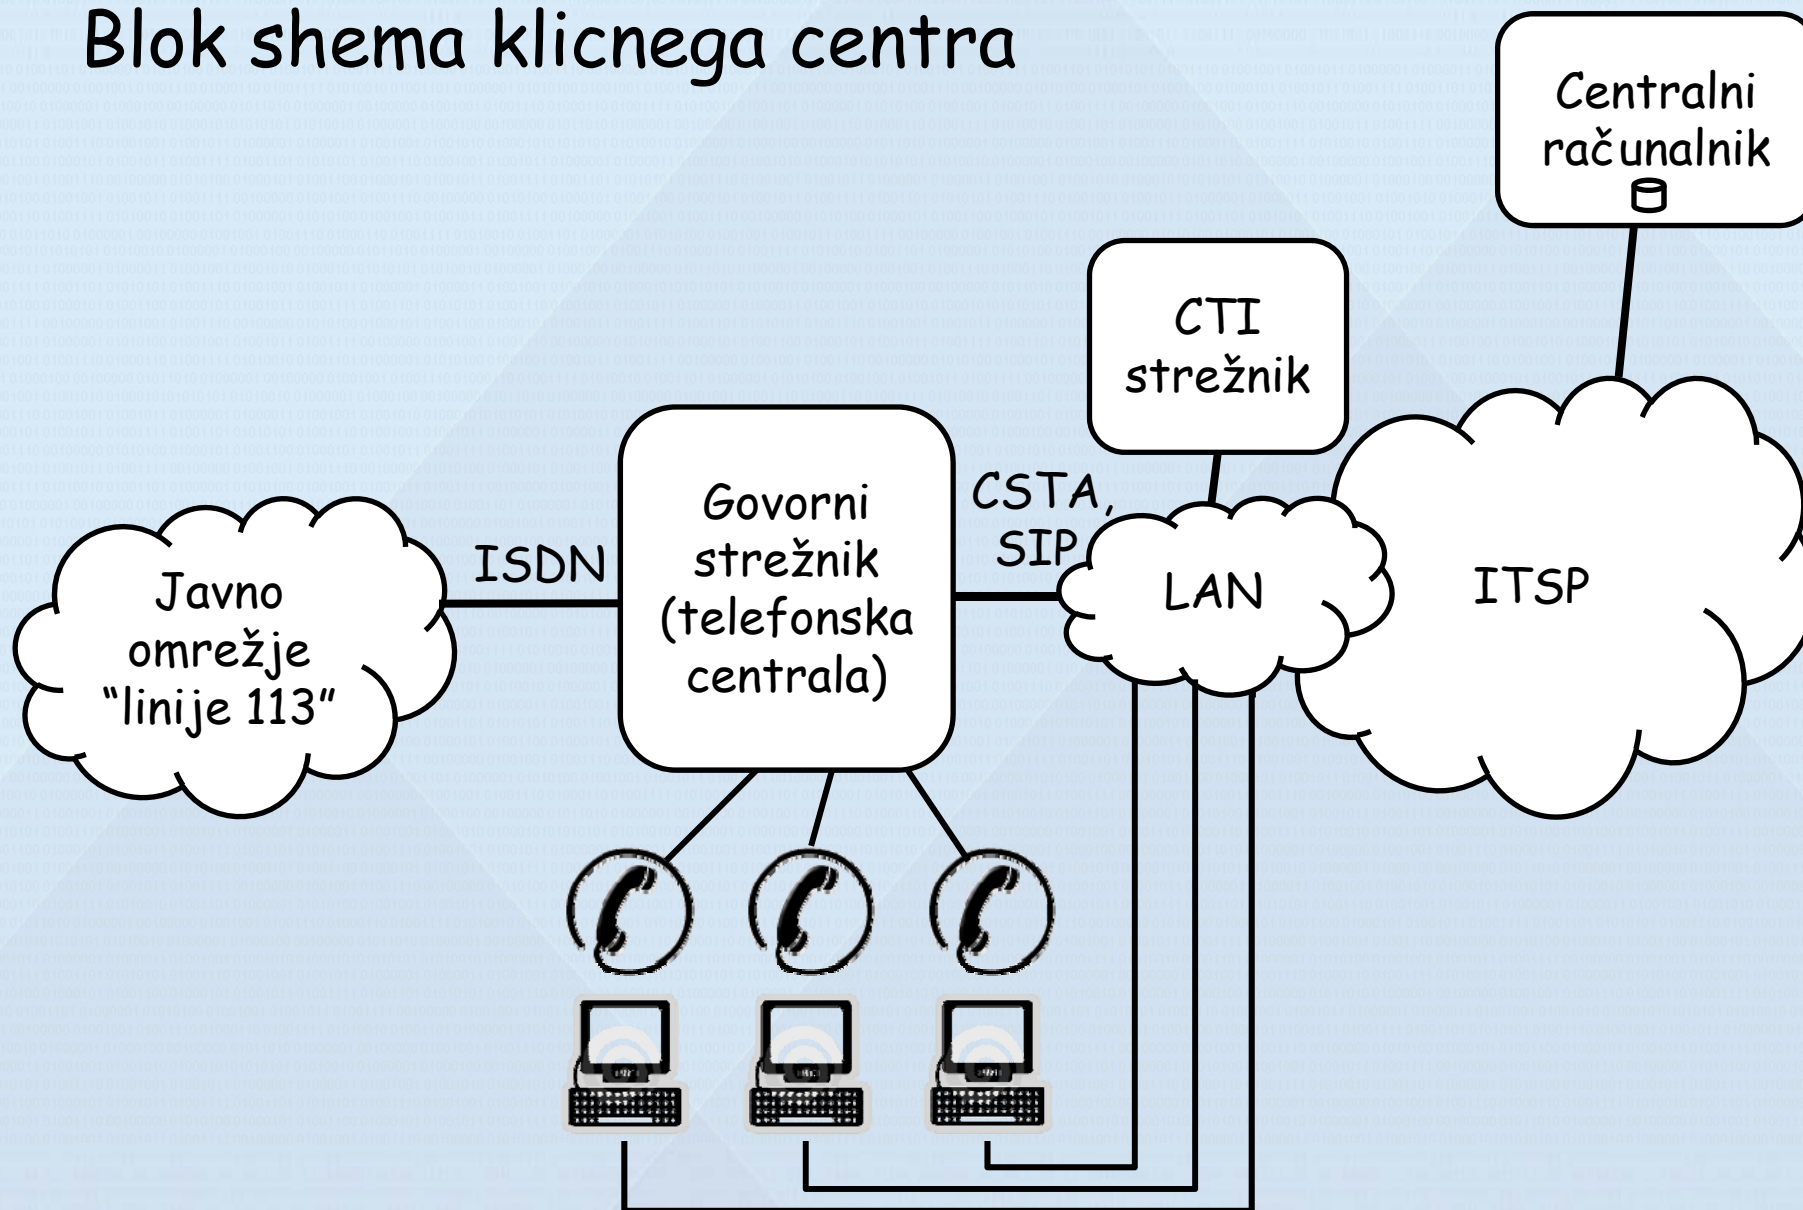 Blok shema klicnega centra
Centralni
računalnik
CTI
strežnik
Govorni
strežnik
(telefonska
centrala)
CSTA,
SIP
ISDN
Javno
omrežje
“linije 113”
LAN
ITSP